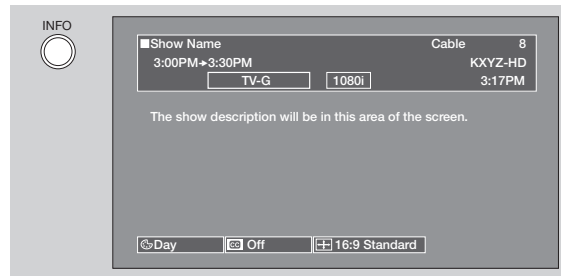 INFO
■Show Name Cable 8
3:00PM→3:30PM KXYZ-HD
TV-G 1080i 3:17PM
The show description will be in this area of the screen.
Day CC Off 16:9 Standard